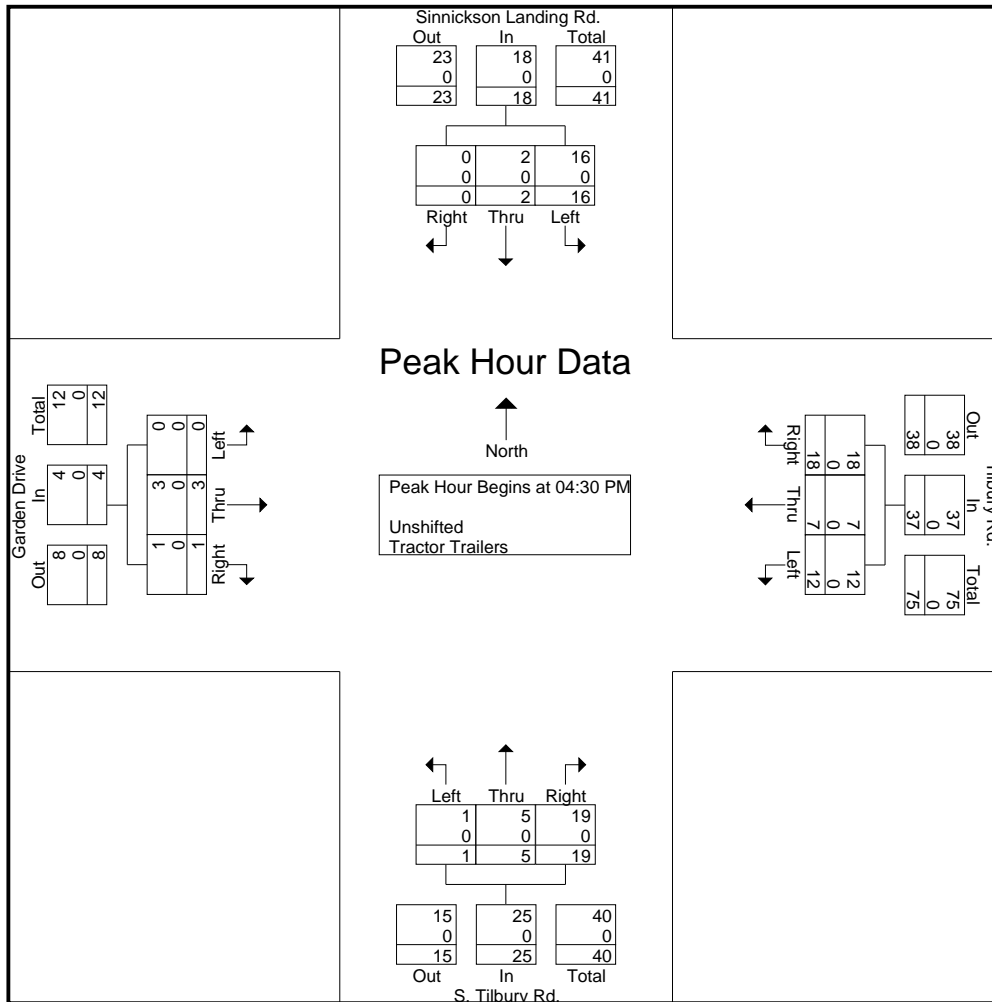 Sinnickson Landing Rd.
Out In Total
23 18 41
0 0 0
23 18 41
0 2 16
0 0 0
0 2 16
Right Thru Left
Peak Hour Data
North
Peak Hour Begins at 04:30 PM
Unshifted
Tractor Trailers
Garden Drive
Out In Total
8 4 12
0 0 0
8 4 12
Right Thru Left
1 3 0
0 0 0
1 3 0
Tilbury Rd.
Out In Total
38 37 75
0 0 0
38 37 75
18 7 12
0 0 0
18 7 12
Right Thru Left
Left Thru Right
1 5 19
0 0 0
1 5 19
15 25 40
0 0 0
15 25 40
Out In Total
S. Tilbury Rd.